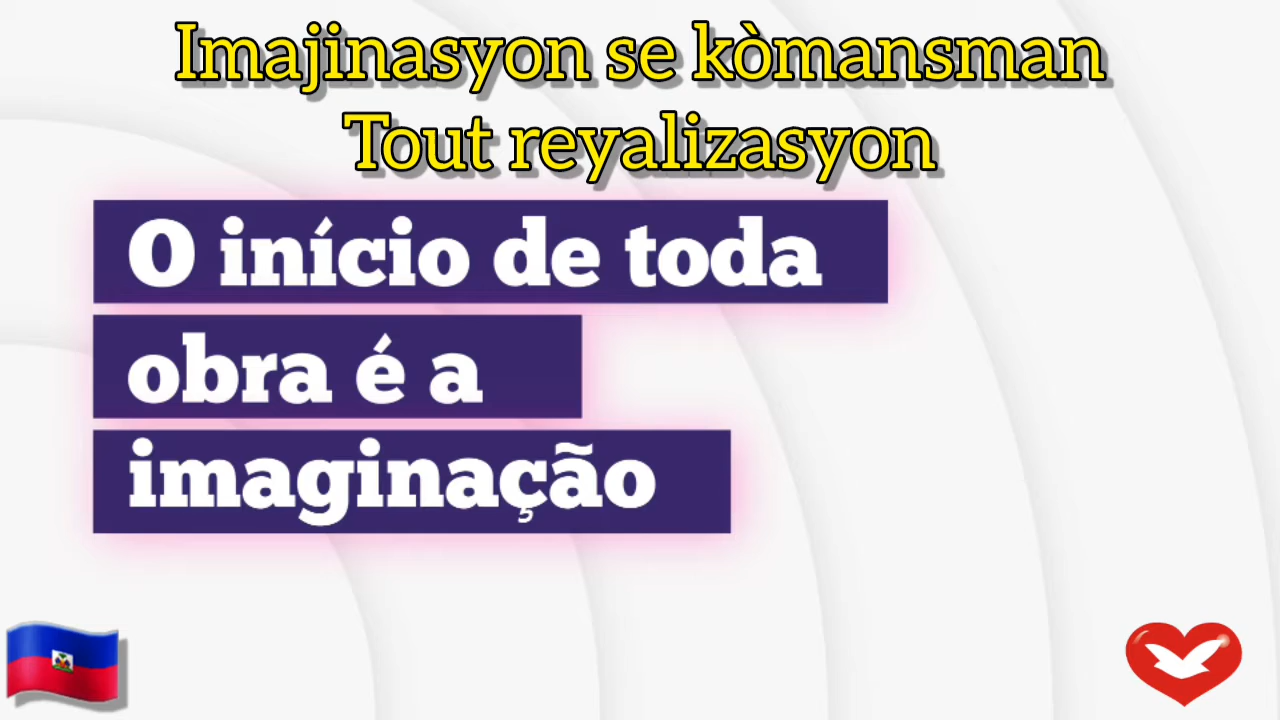 Imajinasyon se kòmansman
Tout reyalizasyon
O início de toda
obra é a
imaginação